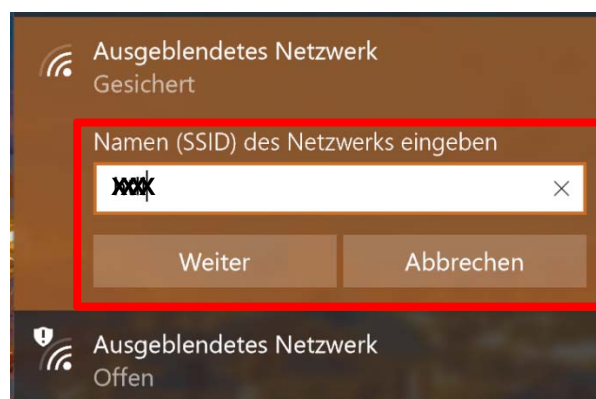 Ausgeblendetes Netzwerk
Gesichert
Namen (SSID) des Netzwerks eingeben
Weiter Abbrechen
Ausgeblendetes Netzwerk
Offen